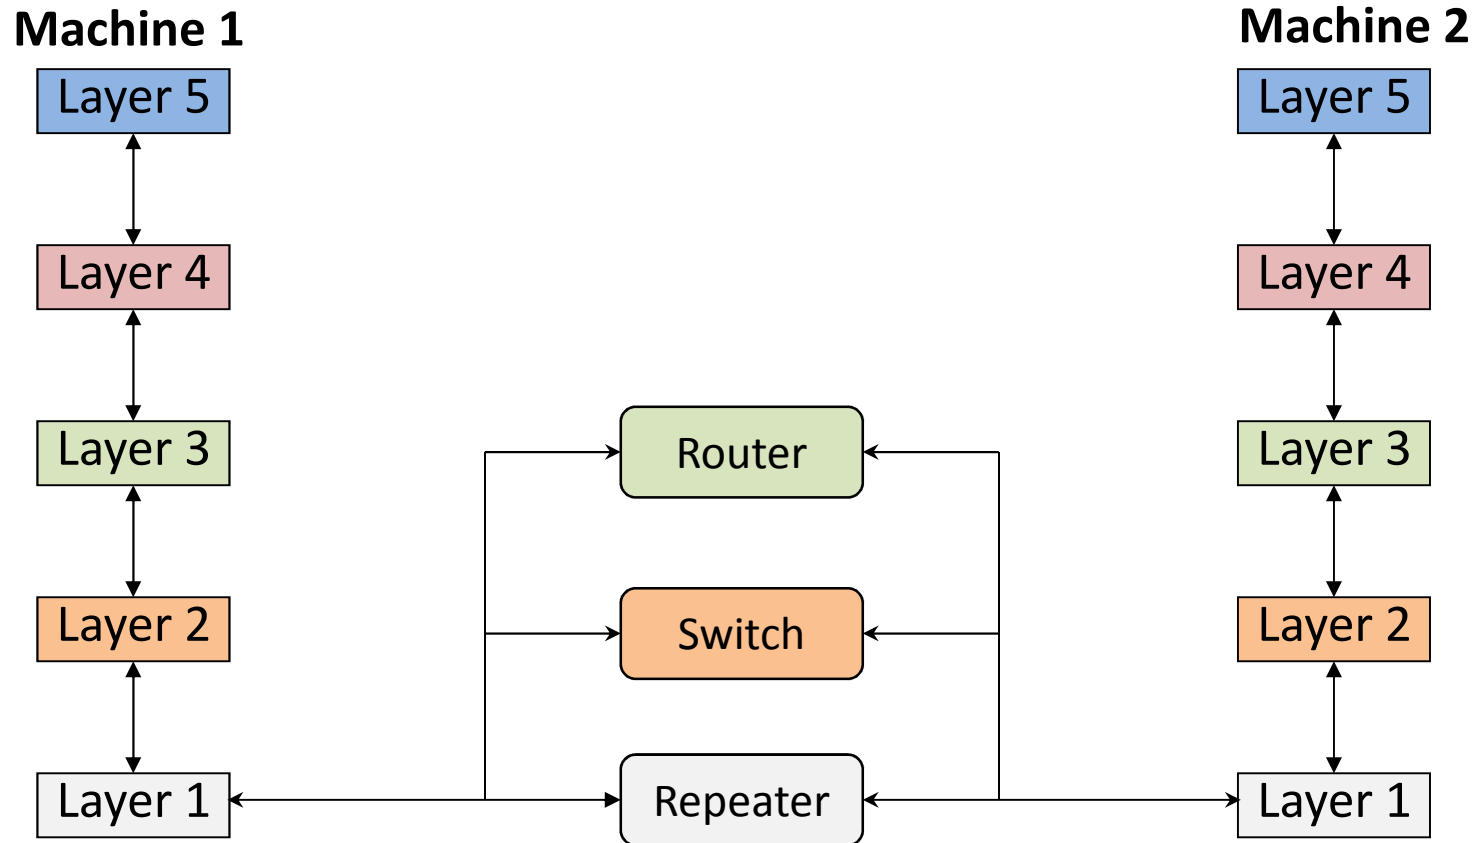 Machine 1
Machine 2
Layer 5
Layer 5
Layer 4
Layer 4
Layer 3
Router
Layer 3
Layer 2
Switch
Layer 2
Layer 1
Repeater
Layer 1